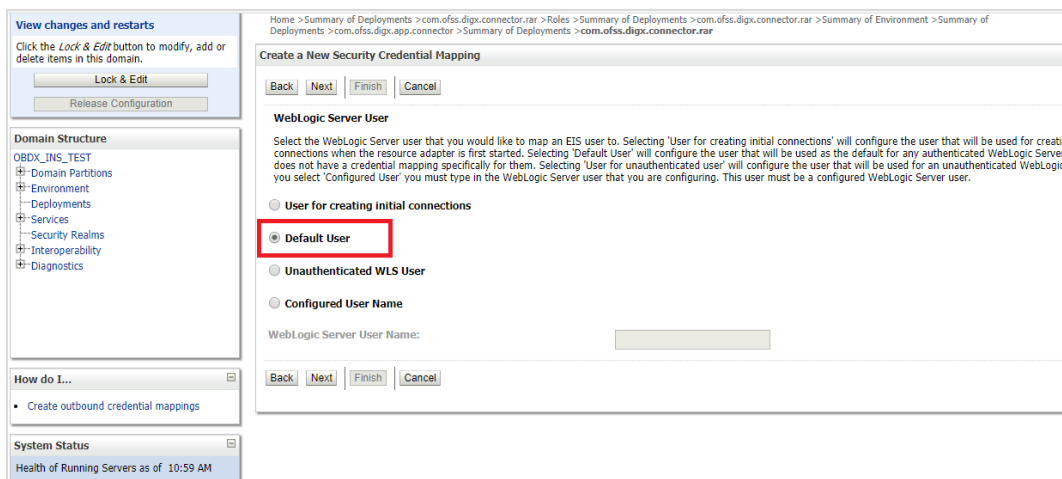 View changes and restarts
Click the Lock & Edit button to modify, add or
delete items in this domain.
Lock & Edit
Release Configuration
Domain Structure
OBDX_INS_TEST
Domain Partitions
Environment
Deployments
Services
Security Realms
Interoperability
Diagnostics
How do I...
Create outbound credential mappings
System Status
Health of Running Servers as of 10:59 AM
Home >Summary of Deployments >com.ofss.digx.connector.rar >Roles >Summary of Deployments >com.ofss.digx.connector.rar >Summary of Environment >Summary of
Deployments >com.ofss.digx.app.connector >Summary of Deployments >com.ofss.digx.connector.rar
Create a New Security Credential Mapping
Back Next Finish Cancel
WebLogic Server User
Select the WebLogic Server user that you would like to map an EIS user to. Selecting 'User for creating initial connections' will configure the user that will be used for creati
connections when the resource adapter is first started. Selecting 'Default User' will configure the user that will be used as the default for any authenticated WebLogic Server
does not have a credential mapping specifically for them. Selecting 'User for unauthenticated user' will configure the user that will be used for an unauthenticated WebLogic
you select 'Configured User' you must type in the WebLogic Server user that you are configuring. This user must be a configured WebLogic Server user.
User for creating initial connections
Default User
Unauthenticated WLS User
Configured User Name
WebLogic Server User Name:
Back Next Finish Cancel